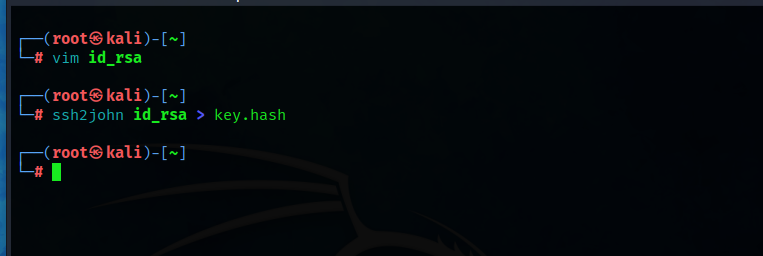 ┌──(root㉿kali)-[~]
└─# vim id_rsa
┌──(root㉿kali)-[~]
└─# ssh2john id_rsa > key.hash
┌──(root㉿kali)-[~]
└─#